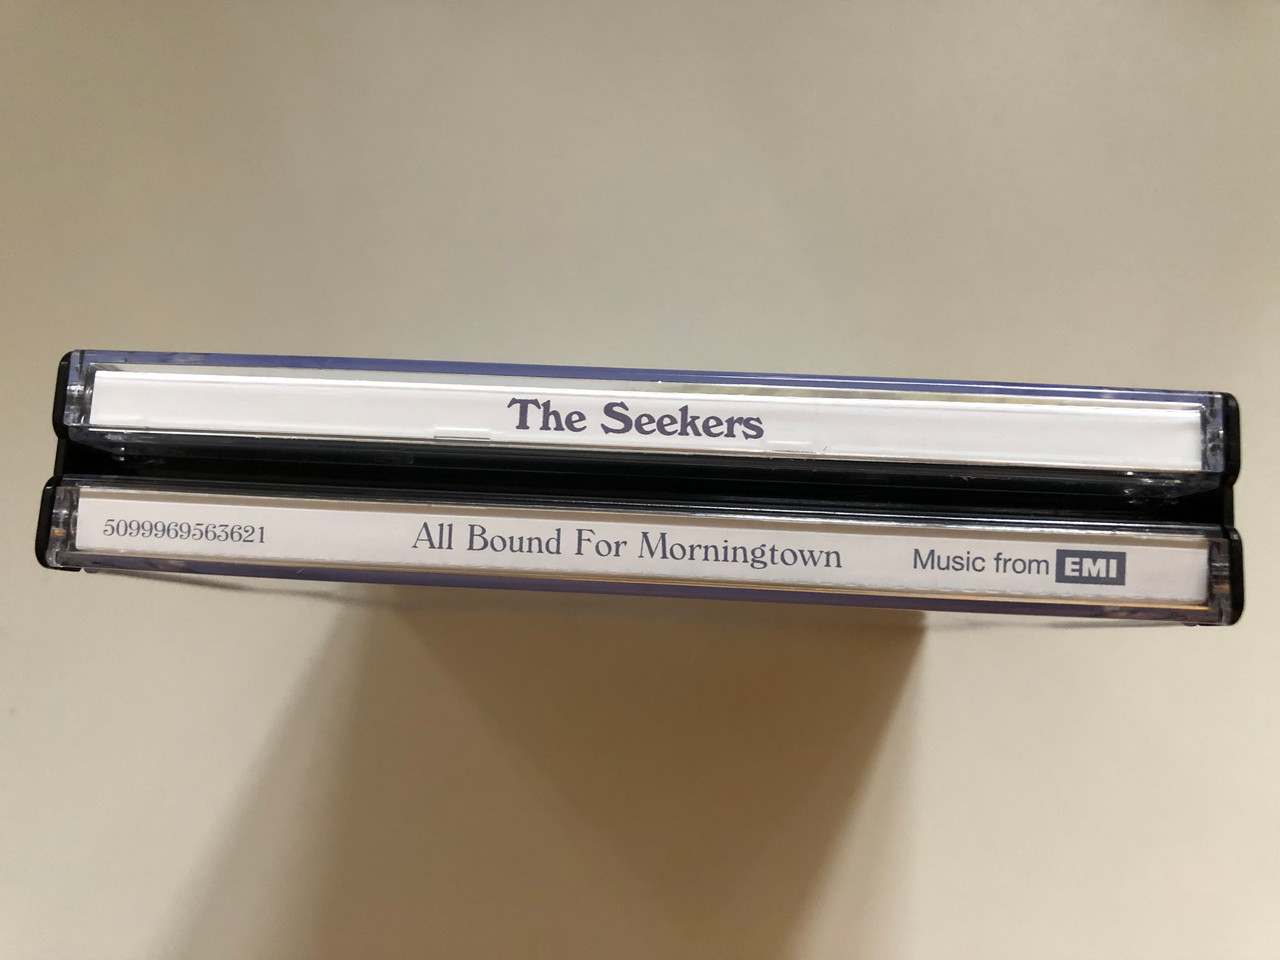 The Seekers
5099969563621 All Bound For Morningtown Music from EMI